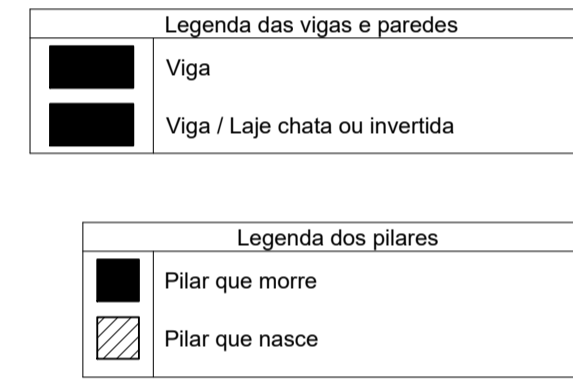 Legenda das vigas e paredes
Viga
Viga / Laje chata ou invertida
Legenda dos pilares
Pilar que morre
Pilar que nasce